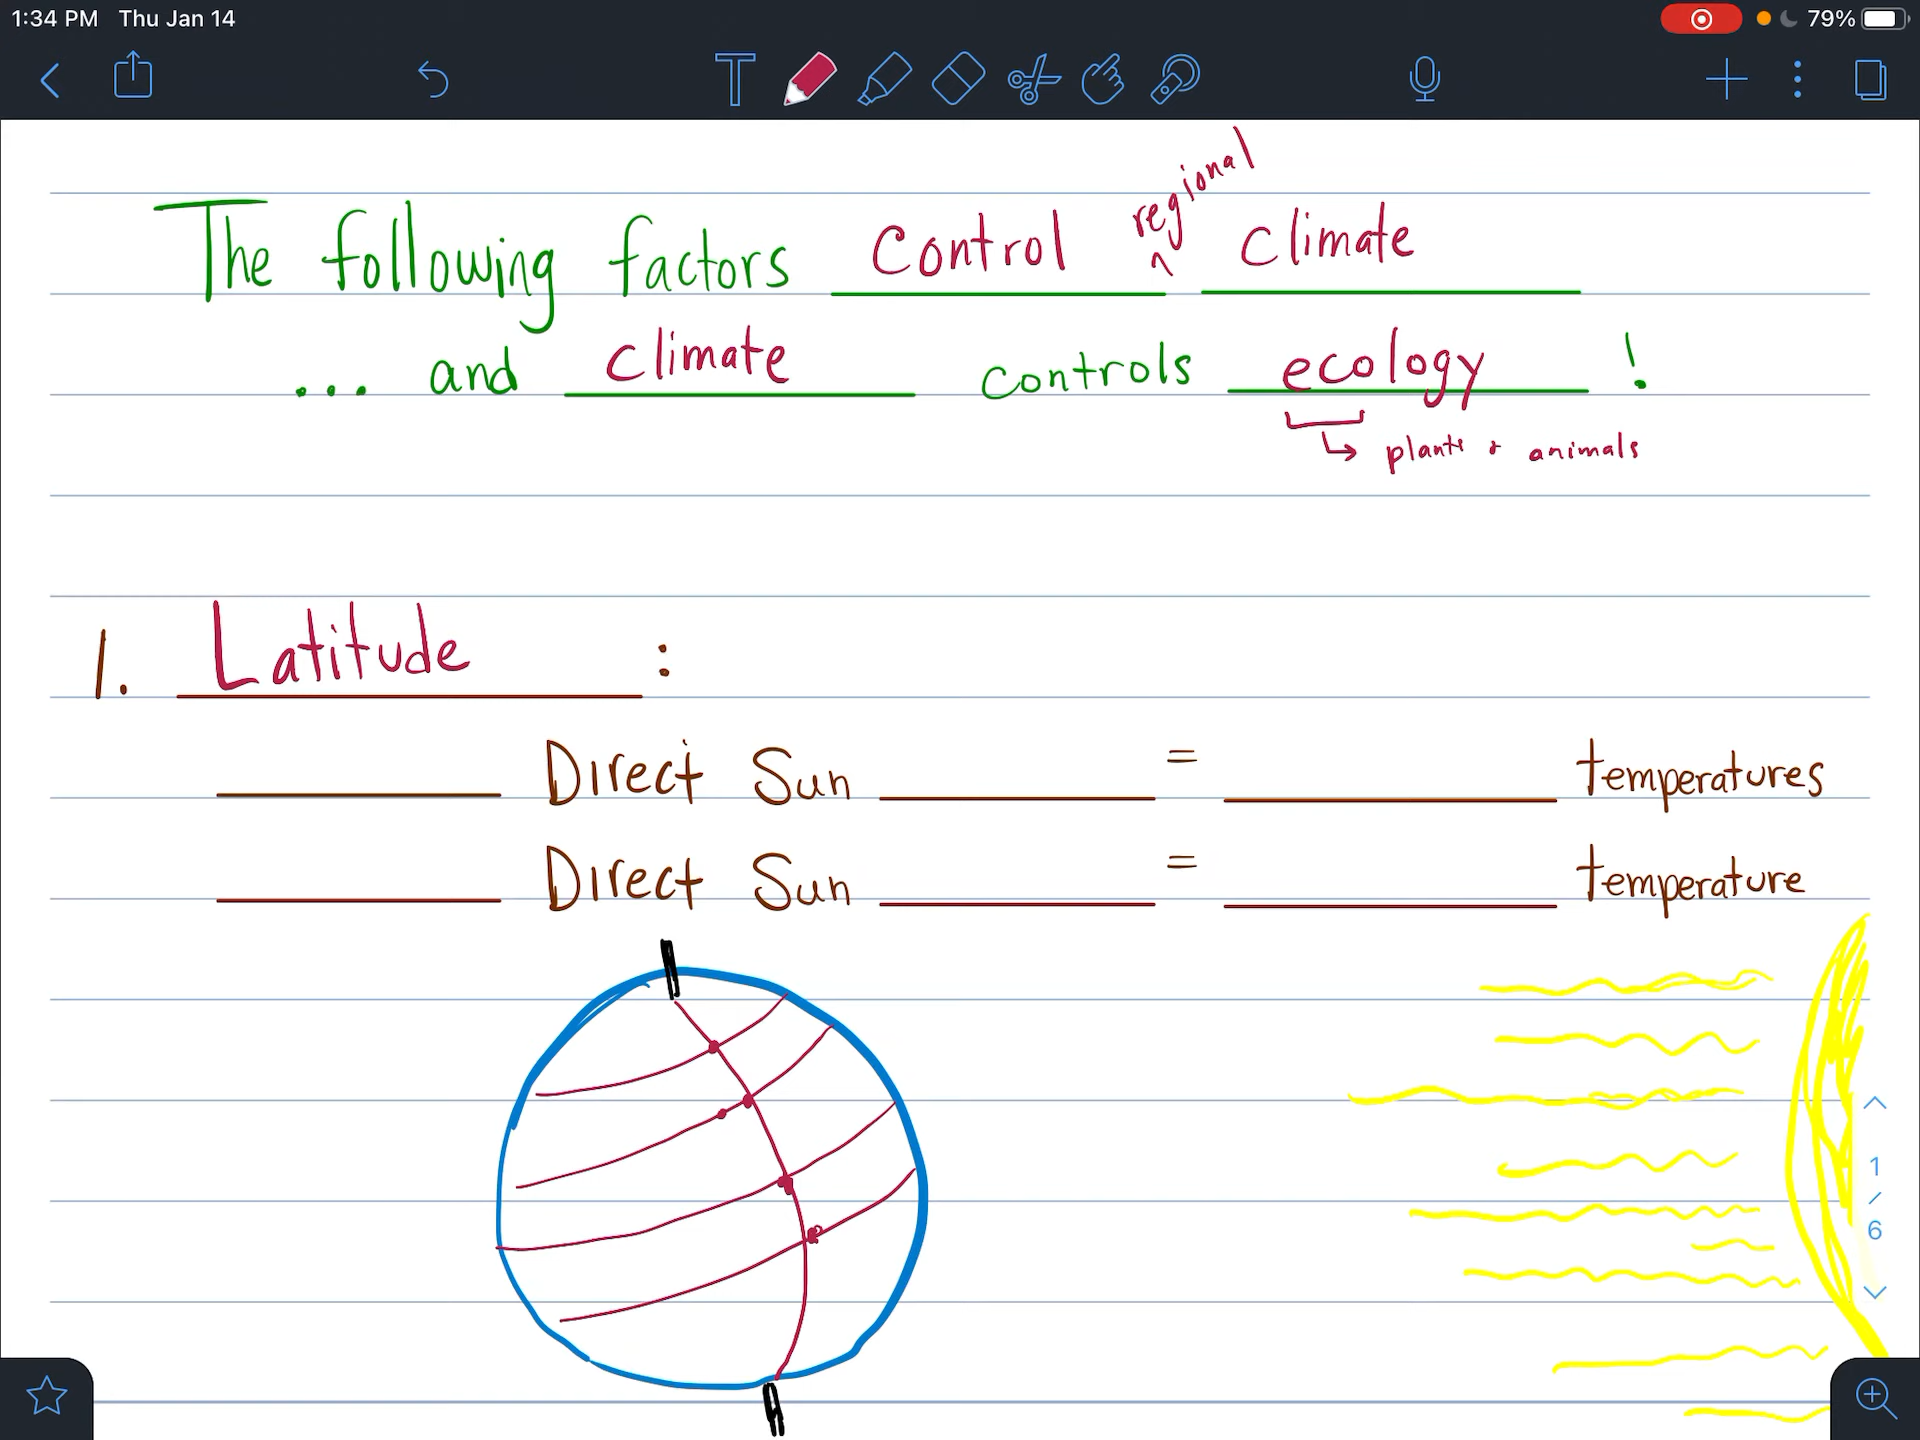 1:34 PM Thu Jan 14 79%
regional
The following factors Control ^ Climate
... and climate controls ecology !
↳ plants + animals
1. Latitude :
Direct Sun = temperatures
Direct Sun = temperature
1
/
6